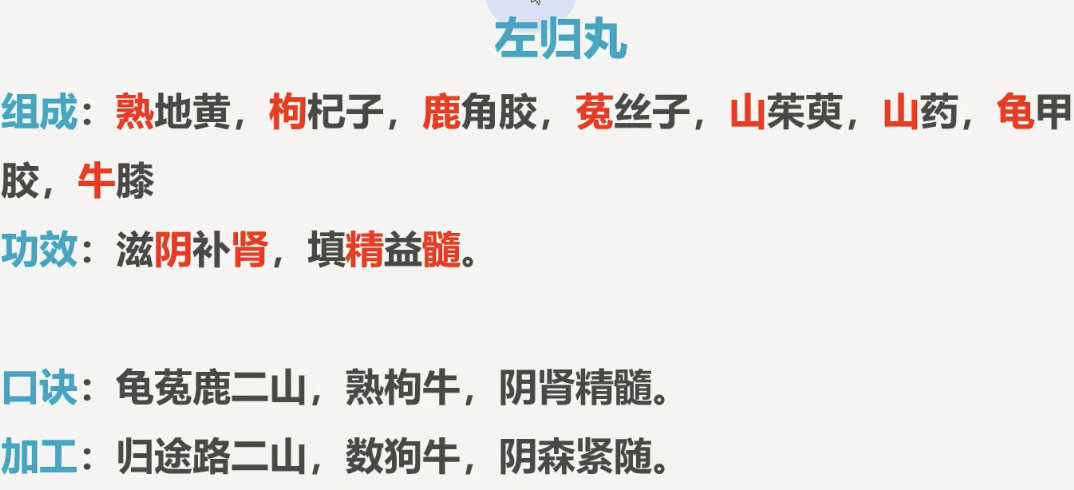 左归丸
组成：熟地黄，枸杞子，鹿角胶，菟丝子，山茱萸，山药，龟甲
胶，牛膝
功效：滋阴补肾，填精益髓。
口诀：龟菟鹿二山，熟枸牛，阴肾精髓。
加工：归途路二山，数狗牛，阴森紧随。